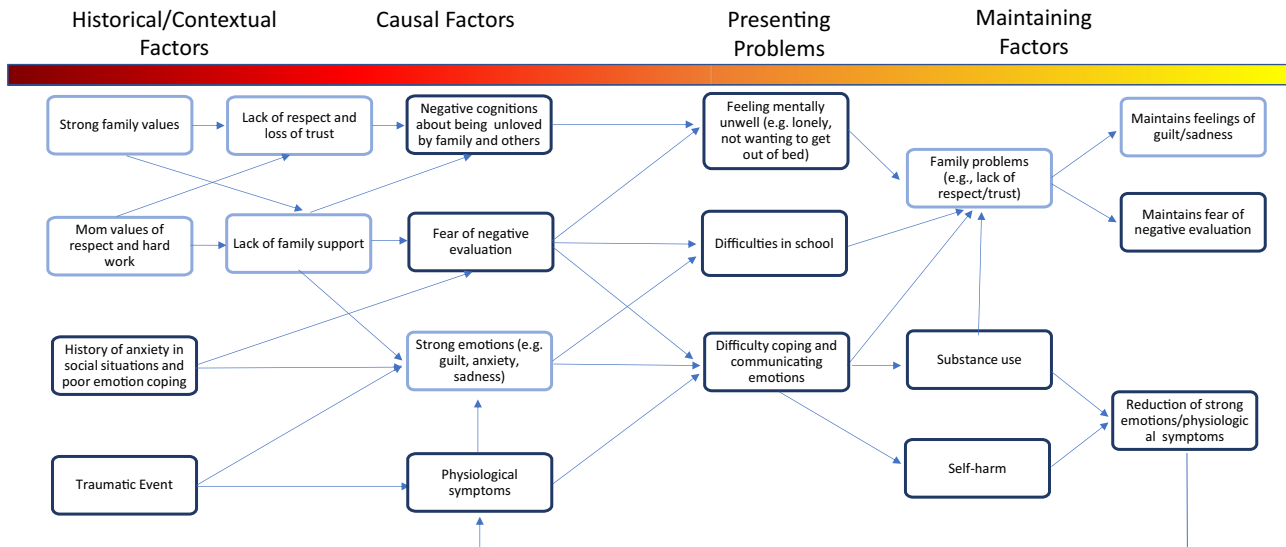 Historical/Contextual
Factors
Causal Factors
Presenting
Problems
Maintaining
Factors
Strong family values
Lack of respect and
loss of trust
Negative cognitions
about being unloved
by family and others
Feeling mentally
unwell (e.g. lonely,
not wanting to get
out of bed)
Maintains feelings of
guilt/sadness
Family problems
(e.g., lack of
respect/trust)
Mom values of
respect and hard
work
Lack of family support
Fear of negative
evaluation
Difficulties in school
Maintains fear of
negative evaluation
History of anxiety in
social situations and
poor emotion coping
Strong emotions (e.g.
guilt, anxiety,
sadness)
Difficulty coping and
communicating
emotions
Substance use
Reduction of strong
emotions/physiologic
al symptoms
Traumatic Event
Physiological
symptoms
Self-harm